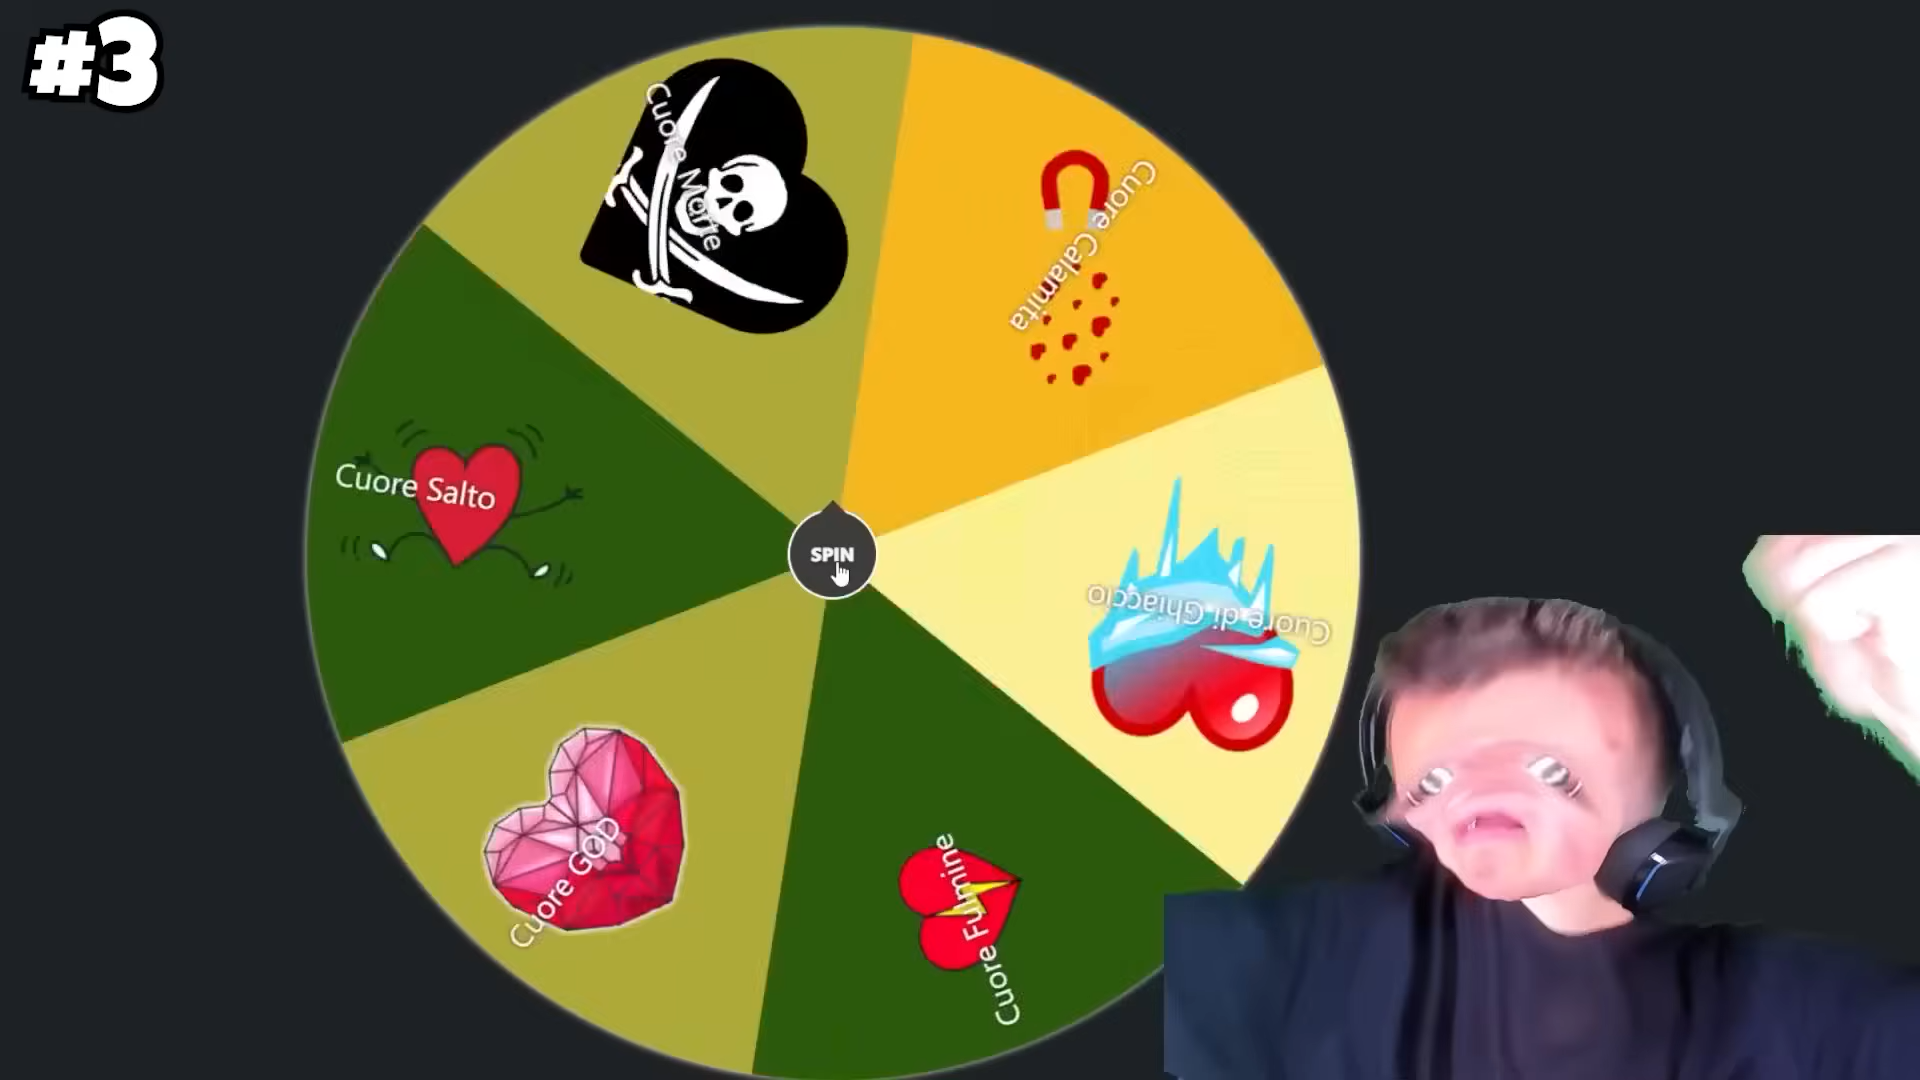 #3
Cuore Morte
Cuore Calamita
Cuore Salto
SPIN
Cuore di Ghiaccio
Cuore GOD
Cuore Fulmine